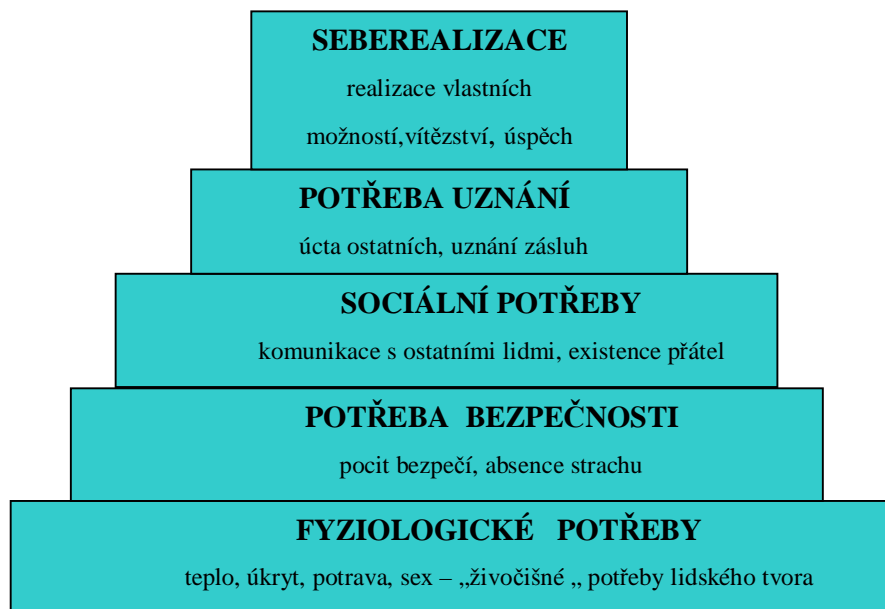 SEBEREALIZACE
realizace vlastních
možností,vítězství, úspěch
POTŘEBA UZNÁNÍ
úcta ostatních, uznání zásluh
SOCIÁLNÍ POTŘEBY
komunikace s ostatními lidmi, existence přátel
POTŘEBA BEZPEČNOSTI
pocit bezpečí, absence strachu
FYZIOLOGICKÉ POTŘEBY
teplo, úkryt, potrava, sex – „živočišné „ potřeby lidského tvora